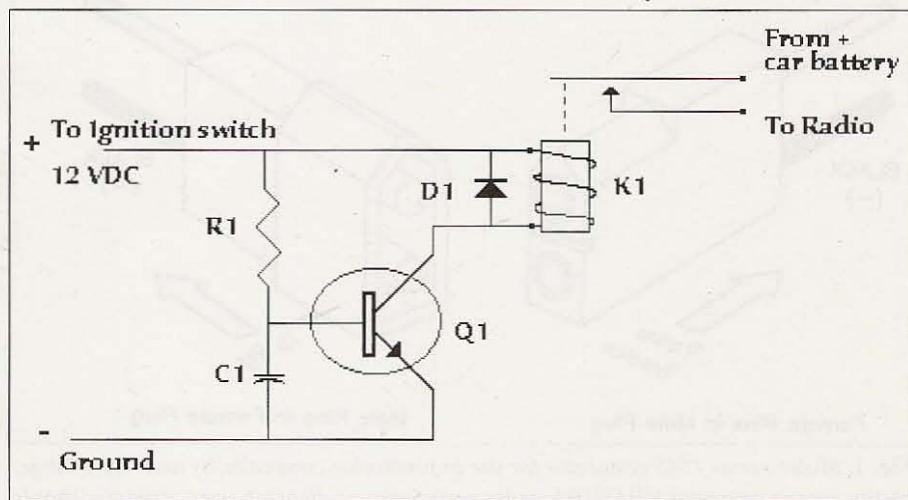 From +
car battery
To Radio
+ To Ignition switch
12 VDC
D1
K1
R1
Q1
C1
-
Ground